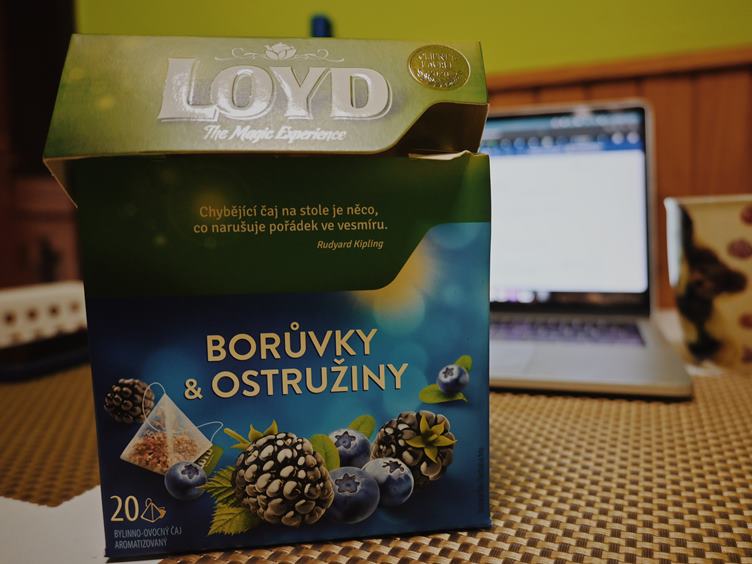 LOYD
The Magic Experience
Chybějící čaj na stole je něco,
co narušuje pořádek ve vesmíru.
Rudyard Kipling
BORŮVKY
& OSTRUŽINY
20
BYLINNO-OVOCNÝ ČAJ
AROMATIZOVANÝ